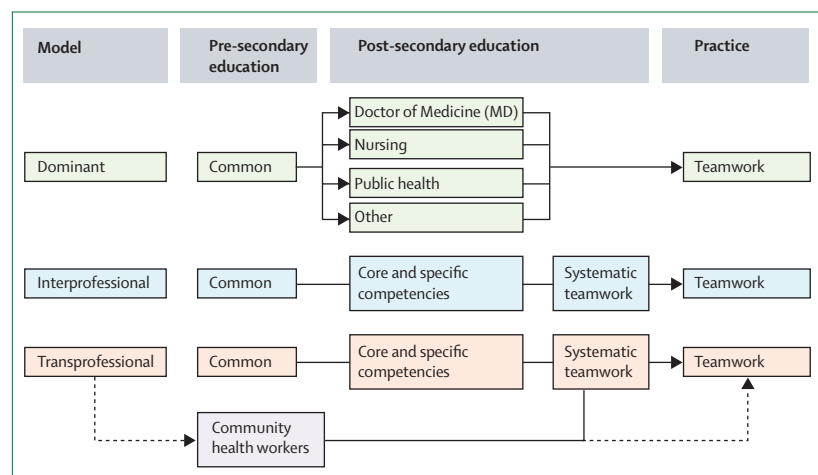 Model
Pre-secondary
education
Post-secondary education
Practice
Dominant
Common
Doctor of Medicine (MD)
Nursing
Public health
Other
Teamwork
Interprofessional
Common
Core and specific
competencies
Systematic
teamwork
Teamwork
Transprofessional
Common
Core and specific
competencies
Systematic
teamwork
Teamwork
Community
health workers